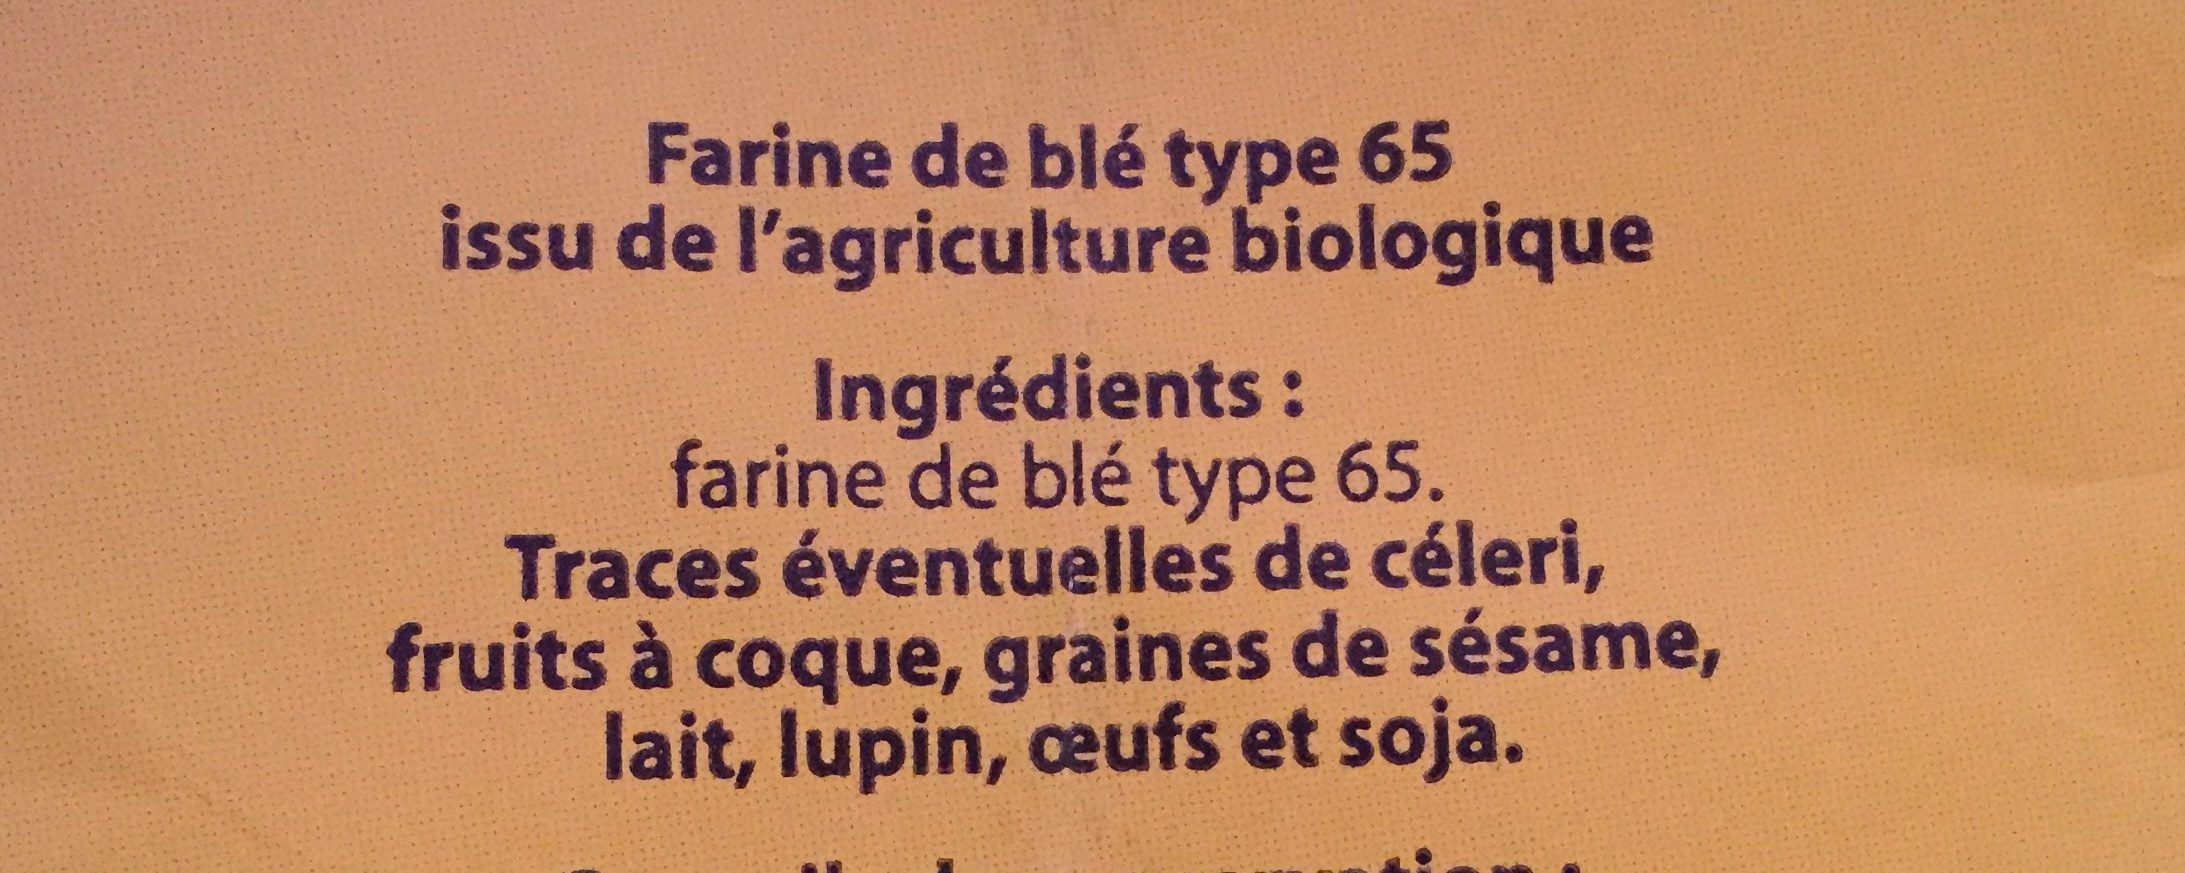 Farine de blé type 65
issu de l'agriculture biologique
Ingrédients :
farine de blé type 65.
Traces éventuelles de céleri,
fruits à coque, graines de sésame,
lait, lupin, œufs et soja.